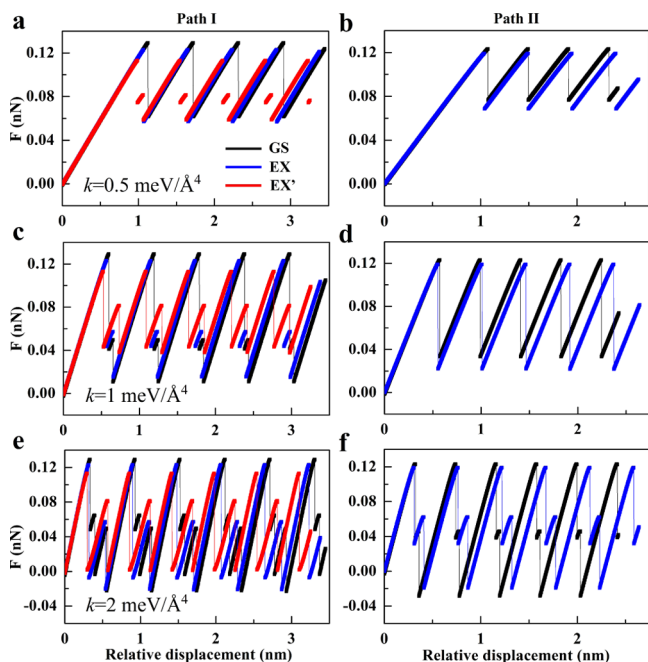 Path I
Path II
a
b
0.12
0.08
0.04
0.00
F (nN)
GS
EX
EX'
k=0.5 meV/Å⁴
0 1 2 3
0.12
0.08
0.04
0.00
F (nN)
0 1 2
c
d
0.12
0.08
0.04
0.00
F (nN)
k=1 meV/Å⁴
0 1 2 3
0.12
0.08
0.04
0.00
F (nN)
0 1 2
e
f
0.12
0.08
0.04
0.00
-0.04
F (nN)
k=2 meV/Å⁴
0 1 2 3
Relative displacement (nm)
0.12
0.08
0.04
0.00
-0.04
F (nN)
0 1 2
Relative displacement (nm)